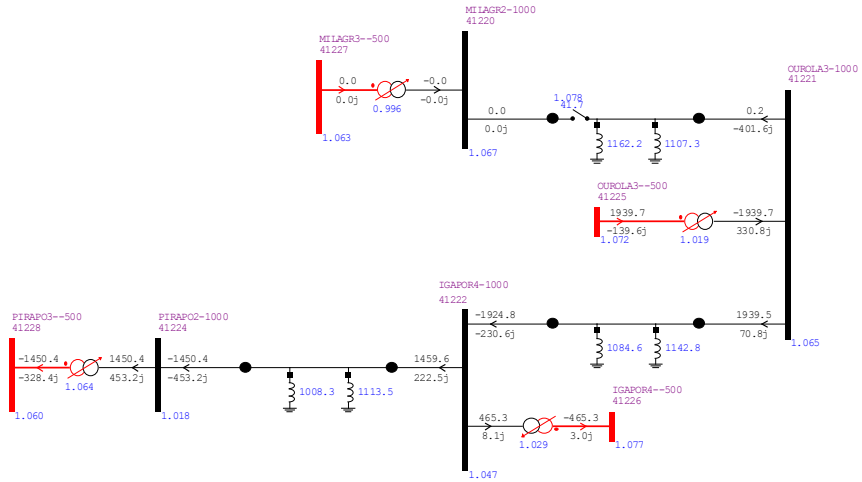 MILAGR2-1000
41220
MILAGR3--500
41227
0.0
0.0j
0.996
-0.0
-0.0j
1.063
1.067
OUROLA3-1000
41221
1.078
41.7
0.0
0.0j
1162.2
1107.3
0.2
-401.6j
OUROLA3--500
41225
1939.7
-139.6j
1.072
1.019
-1939.7
330.8j
IGAPOR4-1000
41222
-1924.8
-230.6j
1084.6
1142.8
1939.5
70.8j
1.065
PIRAPO3--500
41228
PIRAPO2-1000
41224
-1450.4
-328.4j
1.064
1450.4
453.2j
-1450.4
-453.2j
1008.3
1113.5
1459.6
222.5j
1.060
1.018
IGAPOR4--500
41226
465.3
8.1j
1.029
-465.3
3.0j
1.077
1.047